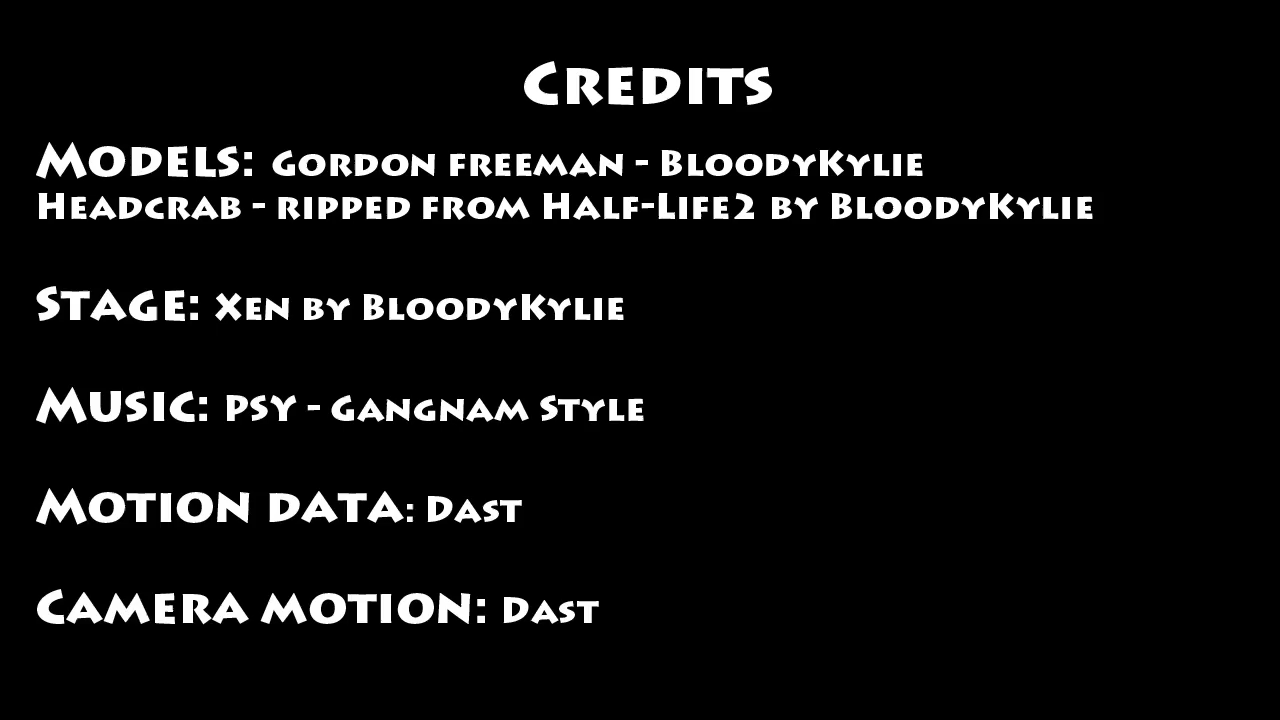 Credits
Models: Gordon freeman - BloodyKylie
Headcrab - ripped from Half-Life2 by BloodyKylie
Stage: Xen by BloodyKylie
Music: PSY - Gangnam Style
Motion data: Dast
Camera motion: Dast